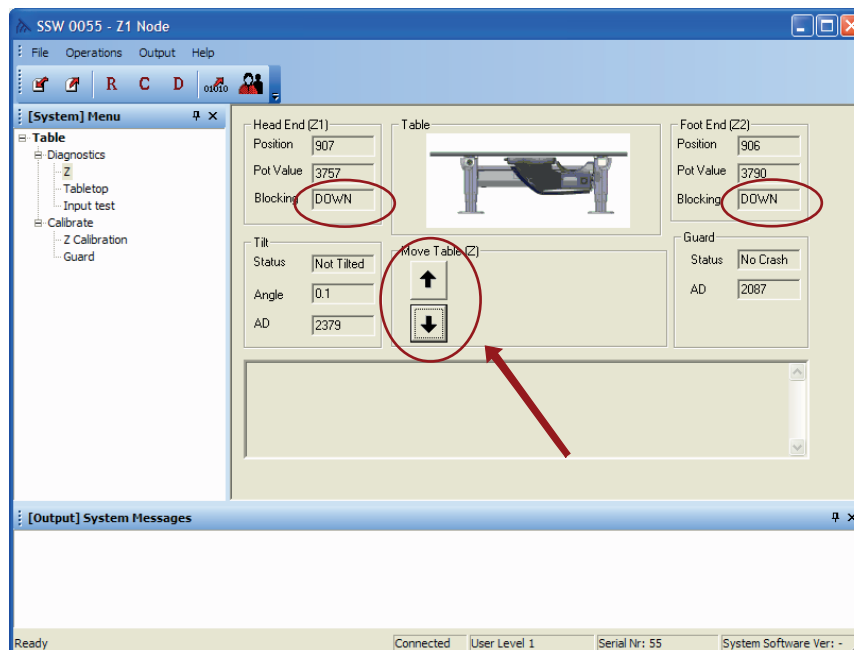 SSW 0055 - Z1 Node
File Operations Output Help
R C D 01010
[System] Menu
Table
Diagnostics
Z
Tabletop
Input test
Calibrate
Z Calibration
Guard
Head End (Z1)
Position 907
Pot Value 3757
Blocking DOWN
Table
Foot End (Z2)
Position 906
Pot Value 3790
Blocking DOWN
Tilt
Status Not Tilted
Angle 0.1
AD 2379
Move Table (Z)
Guard
Status No Crash
AD 2087
[Output] System Messages
Ready Connected User Level 1 Serial Nr: 55 System Software Ver: -